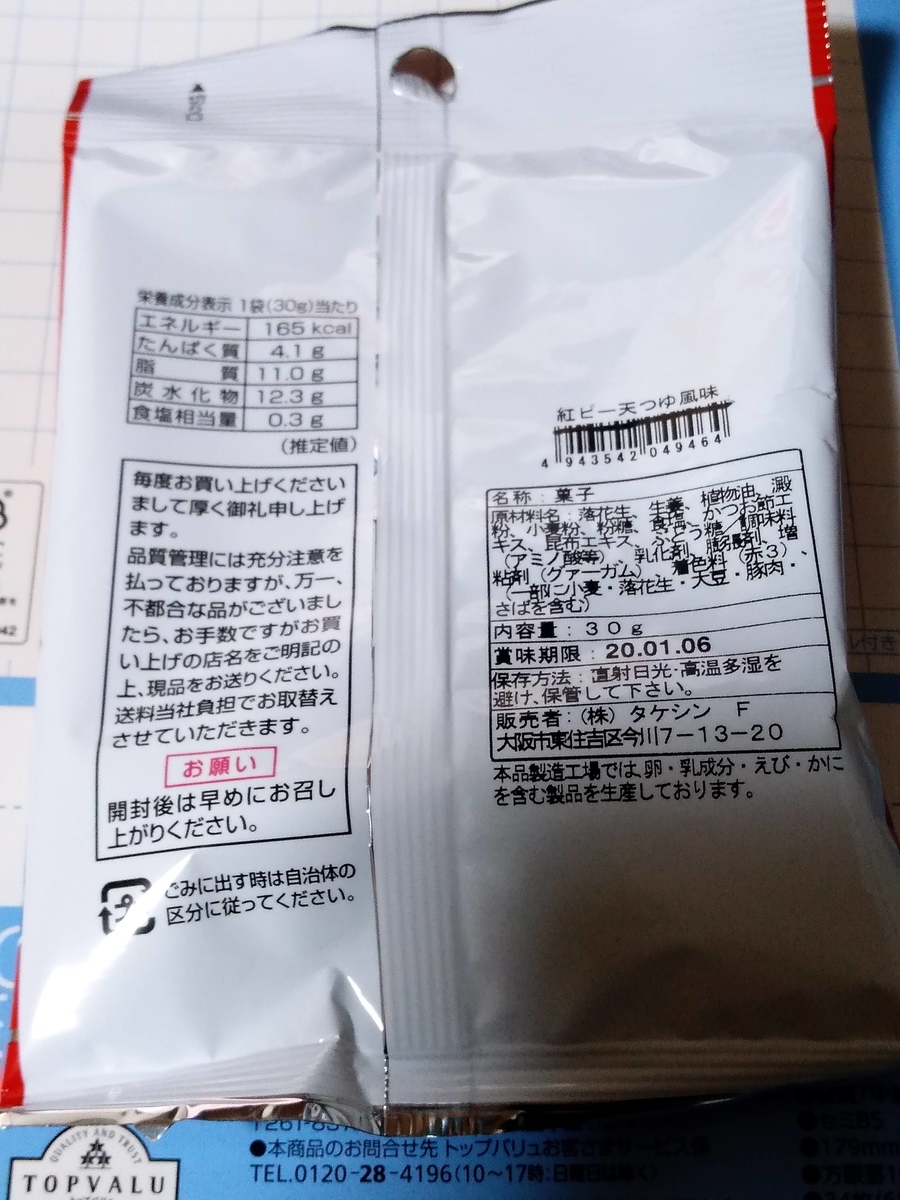 栄養成分表示 1袋(30g)当たり
エネルギー 165 kcal
たんぱく質 4.1 g
脂質 11.0 g
炭水化物 12.3 g
食塩相当量 0.3 g
(推定値)
毎度お買い上げください
まして厚く御礼申し上げ
ます。
品質管理には充分注意を
払っておりますが、万一、
不都合な品がございまし
たら、お手数ですがお買
い上げの店名をご明記の
上、現品をお送りください。
送料当社負担でお取替え
させていただきます。
お願い
開封後は早めにお召し
上がりください。
ごみに出す時は自治体の
区分に従ってください。
紅ビー天つゆ風味
4 943542 049464
名称：菓子
原材料名：落花生、生姜、植物油、澱
粉、小麦粉、粉糖、食塩、かつお節エ
キス、昆布エキス、ぶどう糖／調味料
（アミノ酸等）、乳化剤、膨張剤、増
粘剤（グァーガム）、着色料（赤3）、
（一部に小麦・落花生・大豆・豚肉・
さばを含む）
内容量：30g
賞味期限：20.01.06
保存方法：直射日光・高温多湿を
避け、保管して下さい。
販売者：（株）タケシン F
大阪市東住吉区今川7－13－20
本品製造工場では、卵・乳成分・えび・かに
を含む製品を生産しております。
●本商品のお問合せ先 トップバリュお客さまサービス係
TEL.0120-28-4196(10～17時:日曜日は除く)
QUALITY AND TRUST
TOPVALU
●セミB5
●179mm